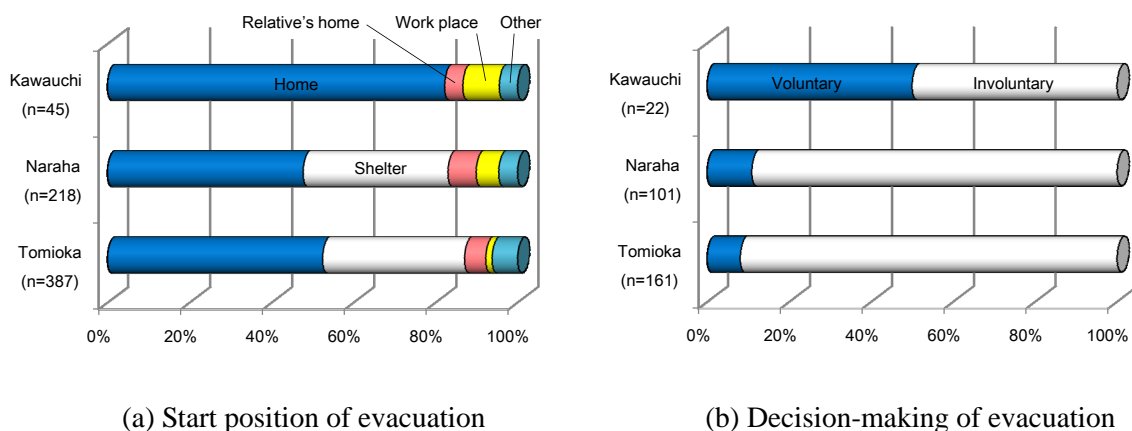 Relative's home Work place Other
Kawauchi
(n=45)
Home
Naraha
(n=218)
Shelter
Tomioka
(n=387)
0% 20% 40% 60% 80% 100%
(a) Start position of evacuation
Kawauchi
(n=22)
Voluntary Involuntary
Naraha
(n=101)
Tomioka
(n=161)
0% 20% 40% 60% 80% 100%
(b) Decision-making of evacuation